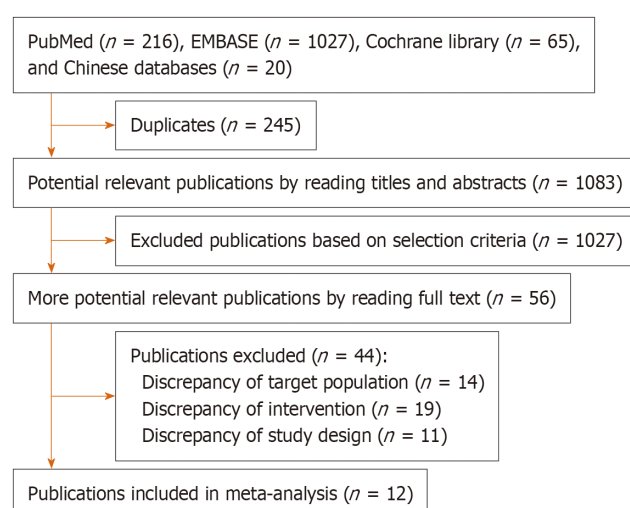 PubMed (n = 216), EMBASE (n = 1027), Cochrane library (n = 65),
and Chinese databases (n = 20)
Duplicates (n = 245)
Potential relevant publications by reading titles and abstracts (n = 1083)
Excluded publications based on selection criteria (n = 1027)
More potential relevant publications by reading full text (n = 56)
Publications excluded (n = 44):
Discrepancy of target population (n = 14)
Discrepancy of intervention (n = 19)
Discrepancy of study design (n = 11)
Publications included in meta-analysis (n = 12)